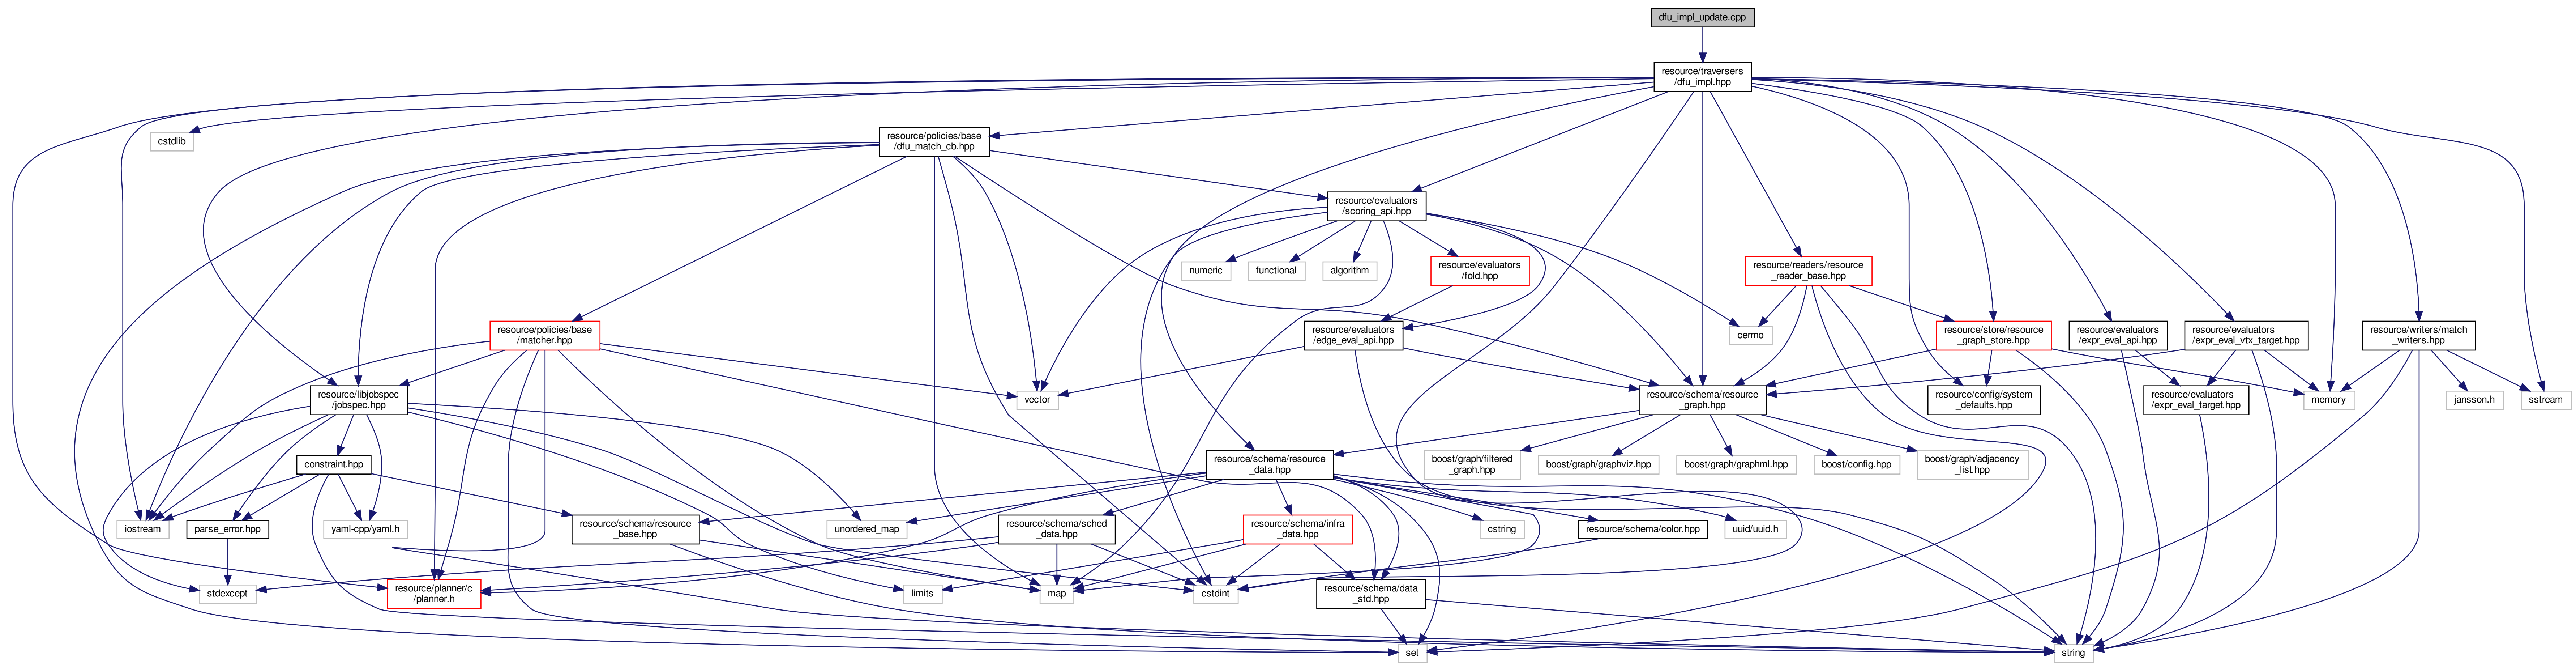 dfu_impl_update.cpp
resource/traversers
/dfu_impl.hpp
cstdlib
resource/policies/base
/dfu_match_cb.hpp
resource/evaluators
/scoring_api.hpp
numeric
functional
algorithm
resource/evaluators
/fold.hpp
resource/readers/resource
_reader_base.hpp
resource/policies/base
/matcher.hpp
resource/evaluators
/edge_eval_api.hpp
cerrno
resource/store/resource
_graph_store.hpp
resource/evaluators
/expr_eval_api.hpp
resource/evaluators
/expr_eval_vtx_target.hpp
resource/writers/match
_writers.hpp
resource/libjobspec
/jobspec.hpp
vector
resource/schema/resource
_graph.hpp
resource/config/system
_defaults.hpp
resource/evaluators
/expr_eval_target.hpp
memory
jansson.h
sstream
constraint.hpp
resource/schema/resource
_data.hpp
boost/graph/filtered
_graph.hpp
boost/graph/graphviz.hpp
boost/graph/graphml.hpp
boost/config.hpp
boost/graph/adjacency
_list.hpp
iostream
parse_error.hpp
yaml-cpp/yaml.h
resource/schema/resource
_base.hpp
unordered_map
resource/schema/sched
_data.hpp
resource/schema/infra
_data.hpp
cstring
resource/schema/color.hpp
uuid/uuid.h
stdexcept
resource/planner/c
/planner.h
limits
map
cstdint
resource/schema/data
_std.hpp
set
string